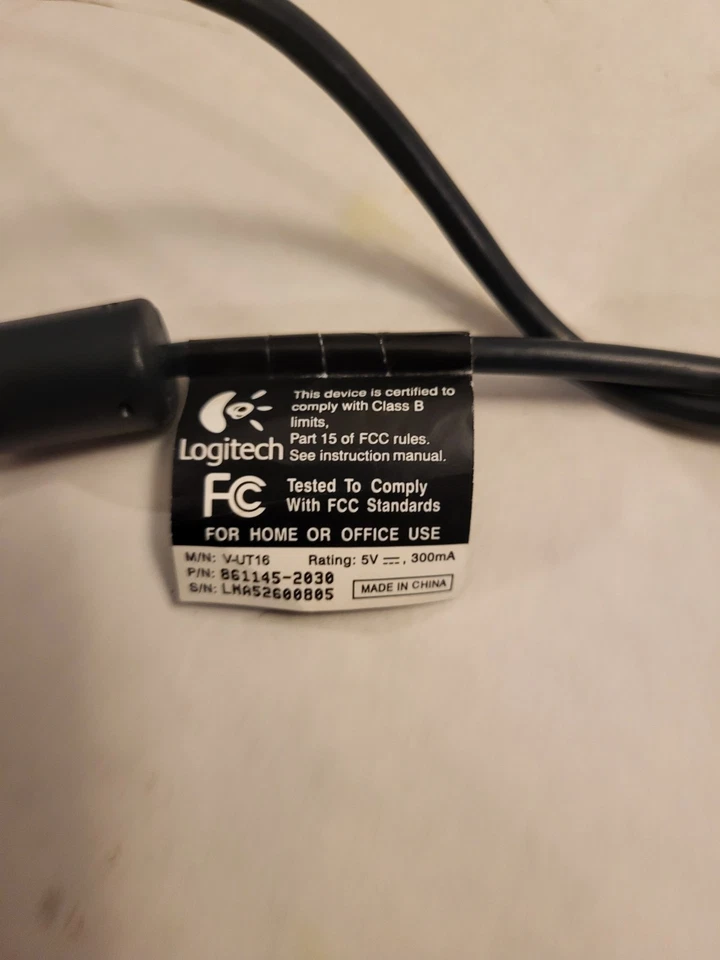 This device is certified to
comply with Class B
limits,
Part 15 of FCC rules.
Logitech See instruction manual.
FC Tested To Comply
With FCC Standards
FOR HOME OR OFFICE USE
M/N: V-UT16 Rating: 5V ⎓, 300mA
P/N: 861145-2030
S/N: LHA52600805 MADE IN CHINA